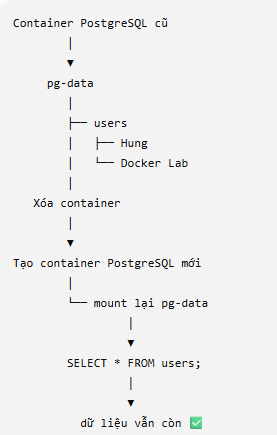 Container PostgreSQL cũ
│
▼
pg-data
│
├── users
│ ├── Hung
│ └── Docker Lab
│
Xóa container
│
▼
Tạo container PostgreSQL mới
│
└── mount lại pg-data
│
▼
SELECT * FROM users;
│
▼
dữ liệu vẫn còn ✅